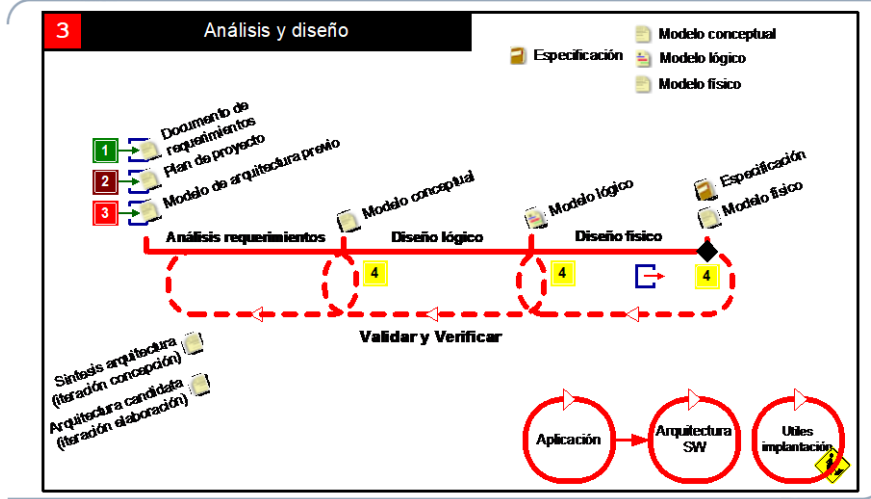 3
Análisis y diseño
Especificación
Modelo conceptual
Modelo lógico
Modelo físico
1
Documento de
requerimientos
2
Plan de proyecto
3
Modelo de arquitectura previo
Modelo conceptual
Modelo lógico
Especificación
Modelo físico
Análisis requerimientos
Diseño lógico
Diseño físico
4
4
4
Validar y Verificar
Síntesis arquitectura
(iteración concepción)
Arquitectura candidata
(iteración elaboración)
Aplicación
Arquitectura
SW
Utiles
implantación